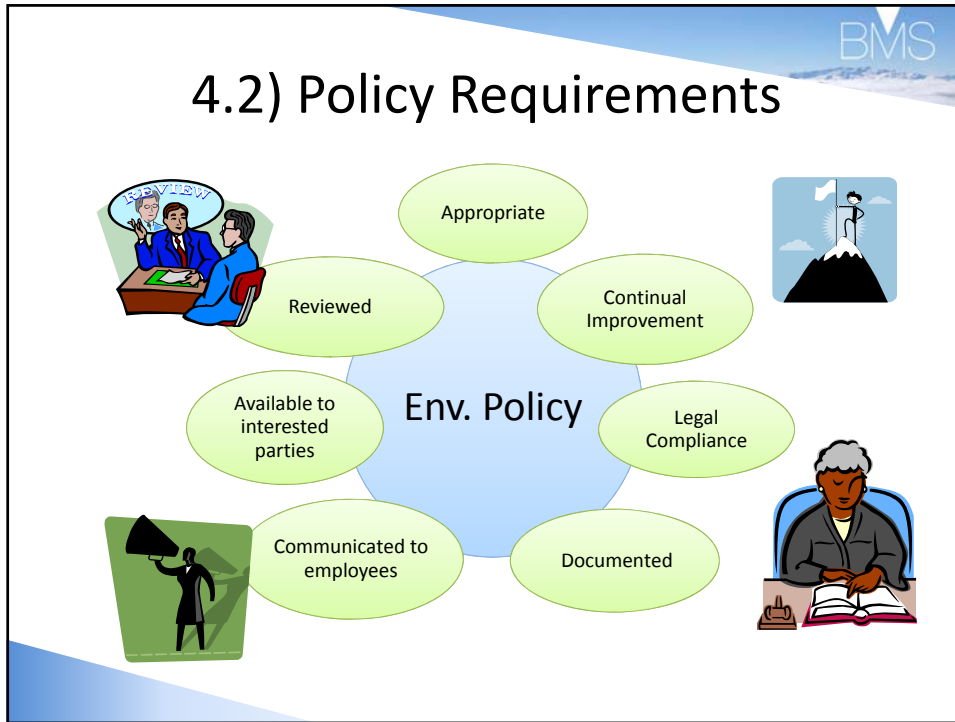 BMS
4.2) Policy Requirements
REVIEW
Appropriate
Reviewed
Continual
Improvement
Available to
interested
parties
Env. Policy
Legal
Compliance
Communicated to
employees
Documented